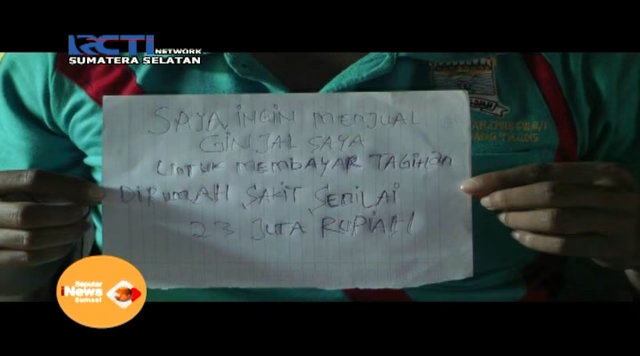 RCTI
NETWORK
SUMATERA SELATAN
SAYA INGIN MENJUAL
GINJAL SAYA
UNTUK MEMBAYAR TAGIHAN
DIRUMAH SAKIT SENILAI
23 JUTA RUPIAH
Seputar
iNews
Sumsel